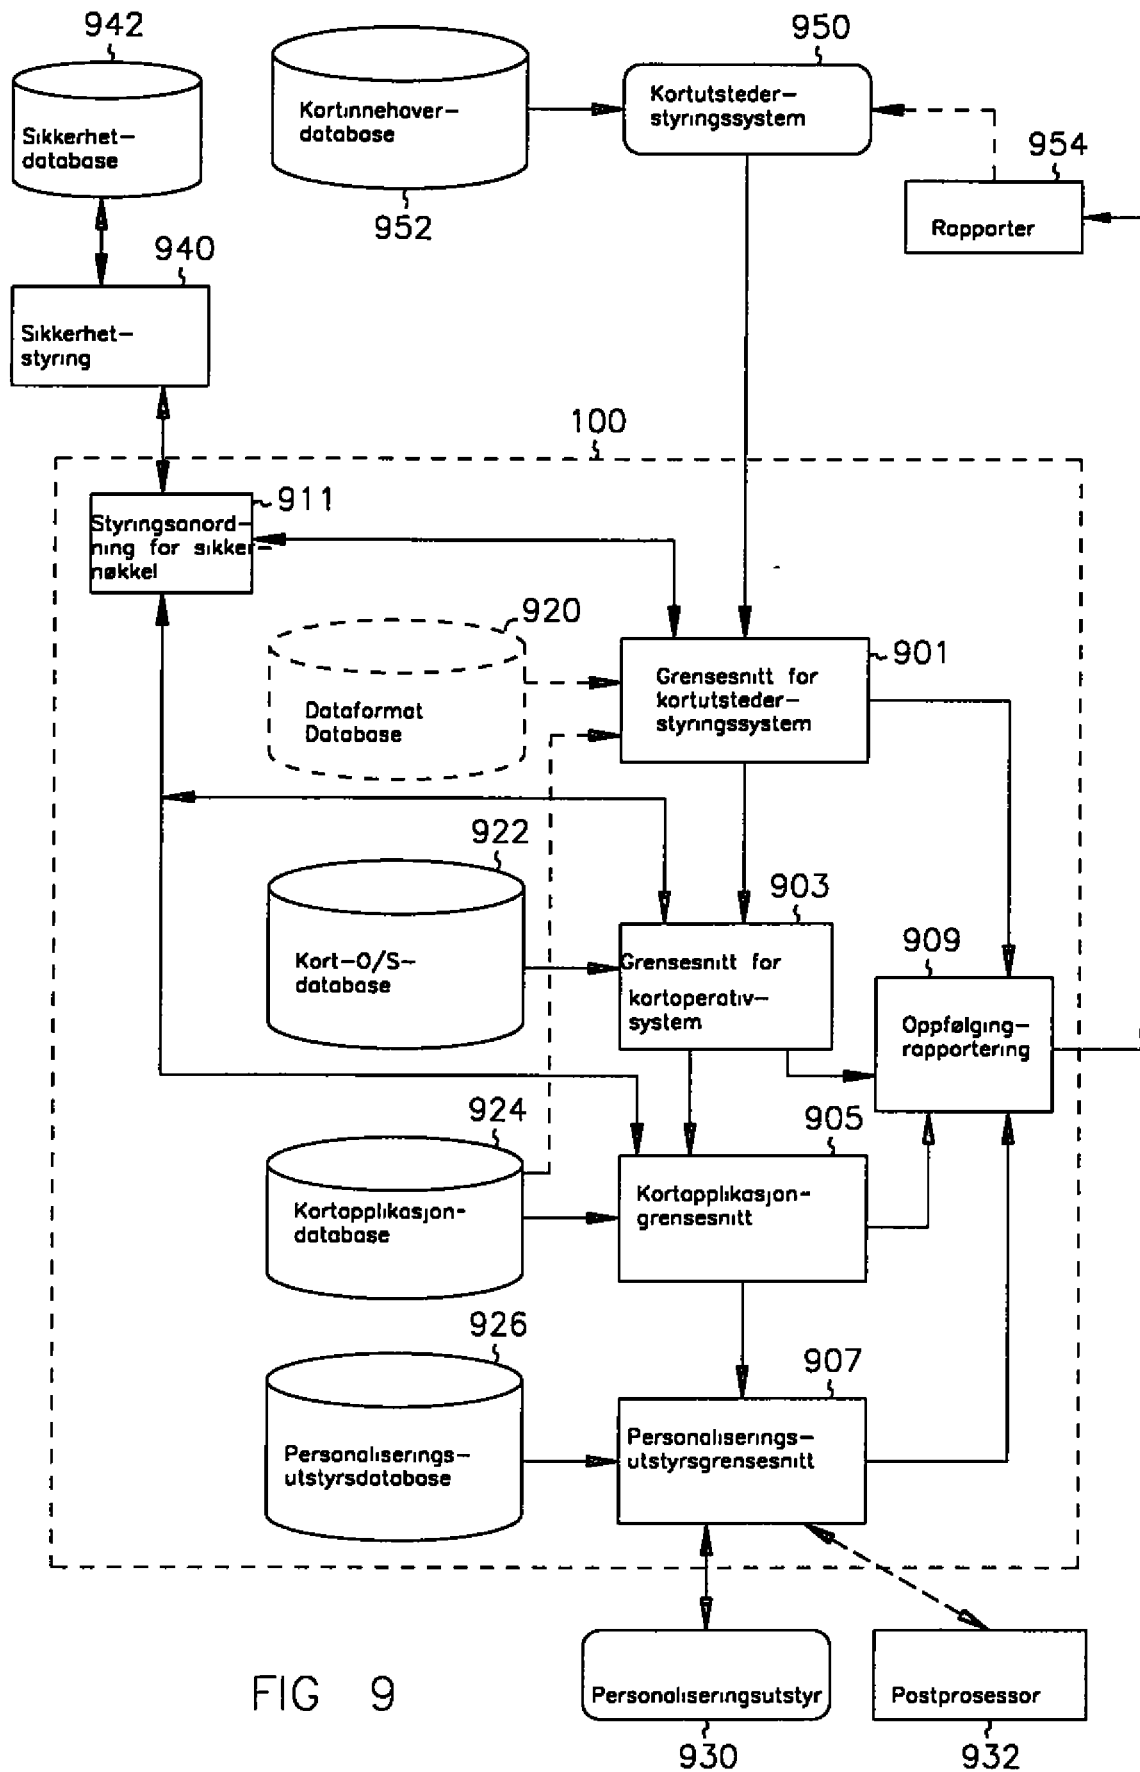 942
950
Sikkerhet-
database
Kortinnehaver-
database
Kortutsteder-
styringssystem
954
952
Rapporter
940
Sikkerhet-
styring
100
911
Styringsanord-
ning for sikker-
nøkkel
920
901
Dataformat
Database
Grensesnitt for
kortutsteder-
styringssystem
922
903
909
Kort-O/S-
database
Grensesnitt for
kortoperativ-
system
Oppfølging-
rapportering
924
905
Kortapplikasjon-
database
Kortapplikasjon-
grensesnitt
926
907
Personaliserings-
utstyrsdatabase
Personaliserings-
utstyrsgrensesnitt
FIG 9
Personaliseringsutstyr
Postprosessor
930
932